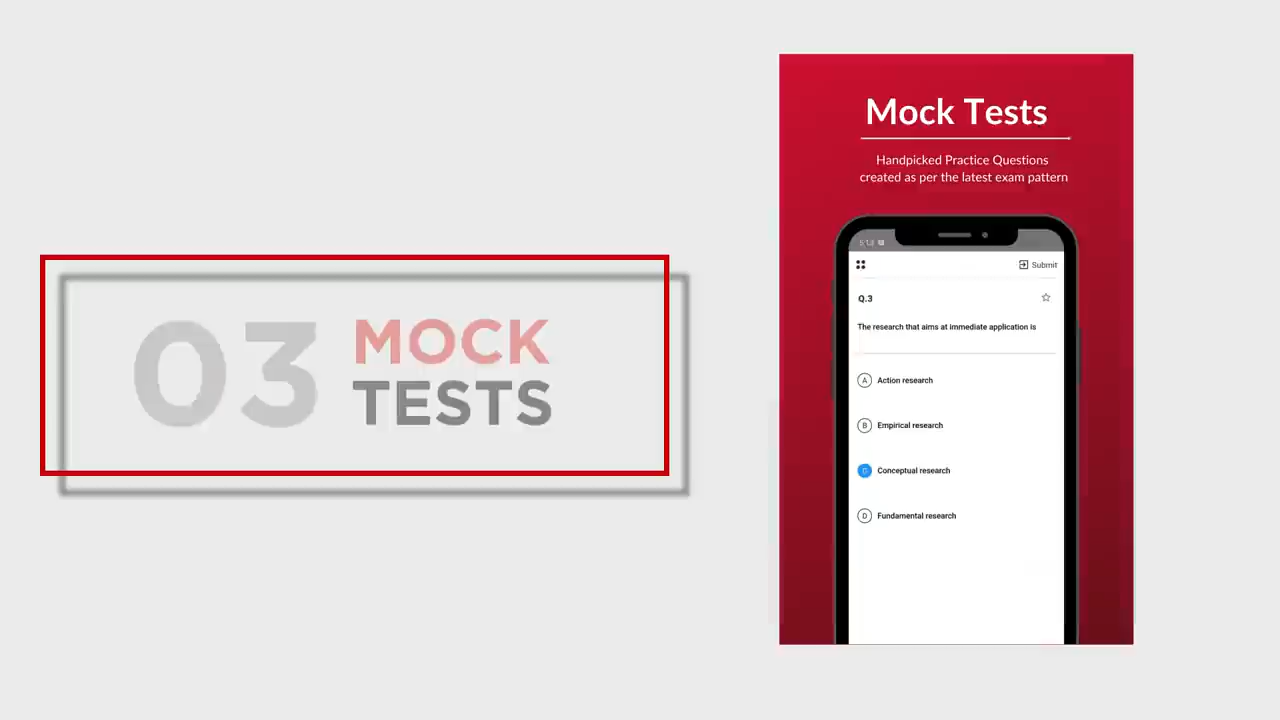 03
MOCK
TESTS
Mock Tests
Handpicked Practice Questions
created as per the latest exam pattern
Submit
Q.3
The research that aims at immediate application is
A Action research
B Empirical research
C Conceptual research
D Fundamental research